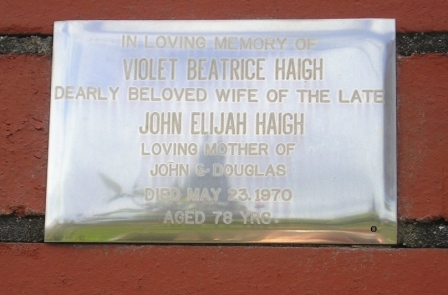 IN LOVING MEMORY OF
VIOLET BEATRICE HAIGH
DEARLY BELOVED WIFE OF THE LATE
JOHN ELIJAH HAIGH
LOVING MOTHER OF
JOHN & DOUGLAS
DIED MAY 23. 1970
AGED 78 YRS.